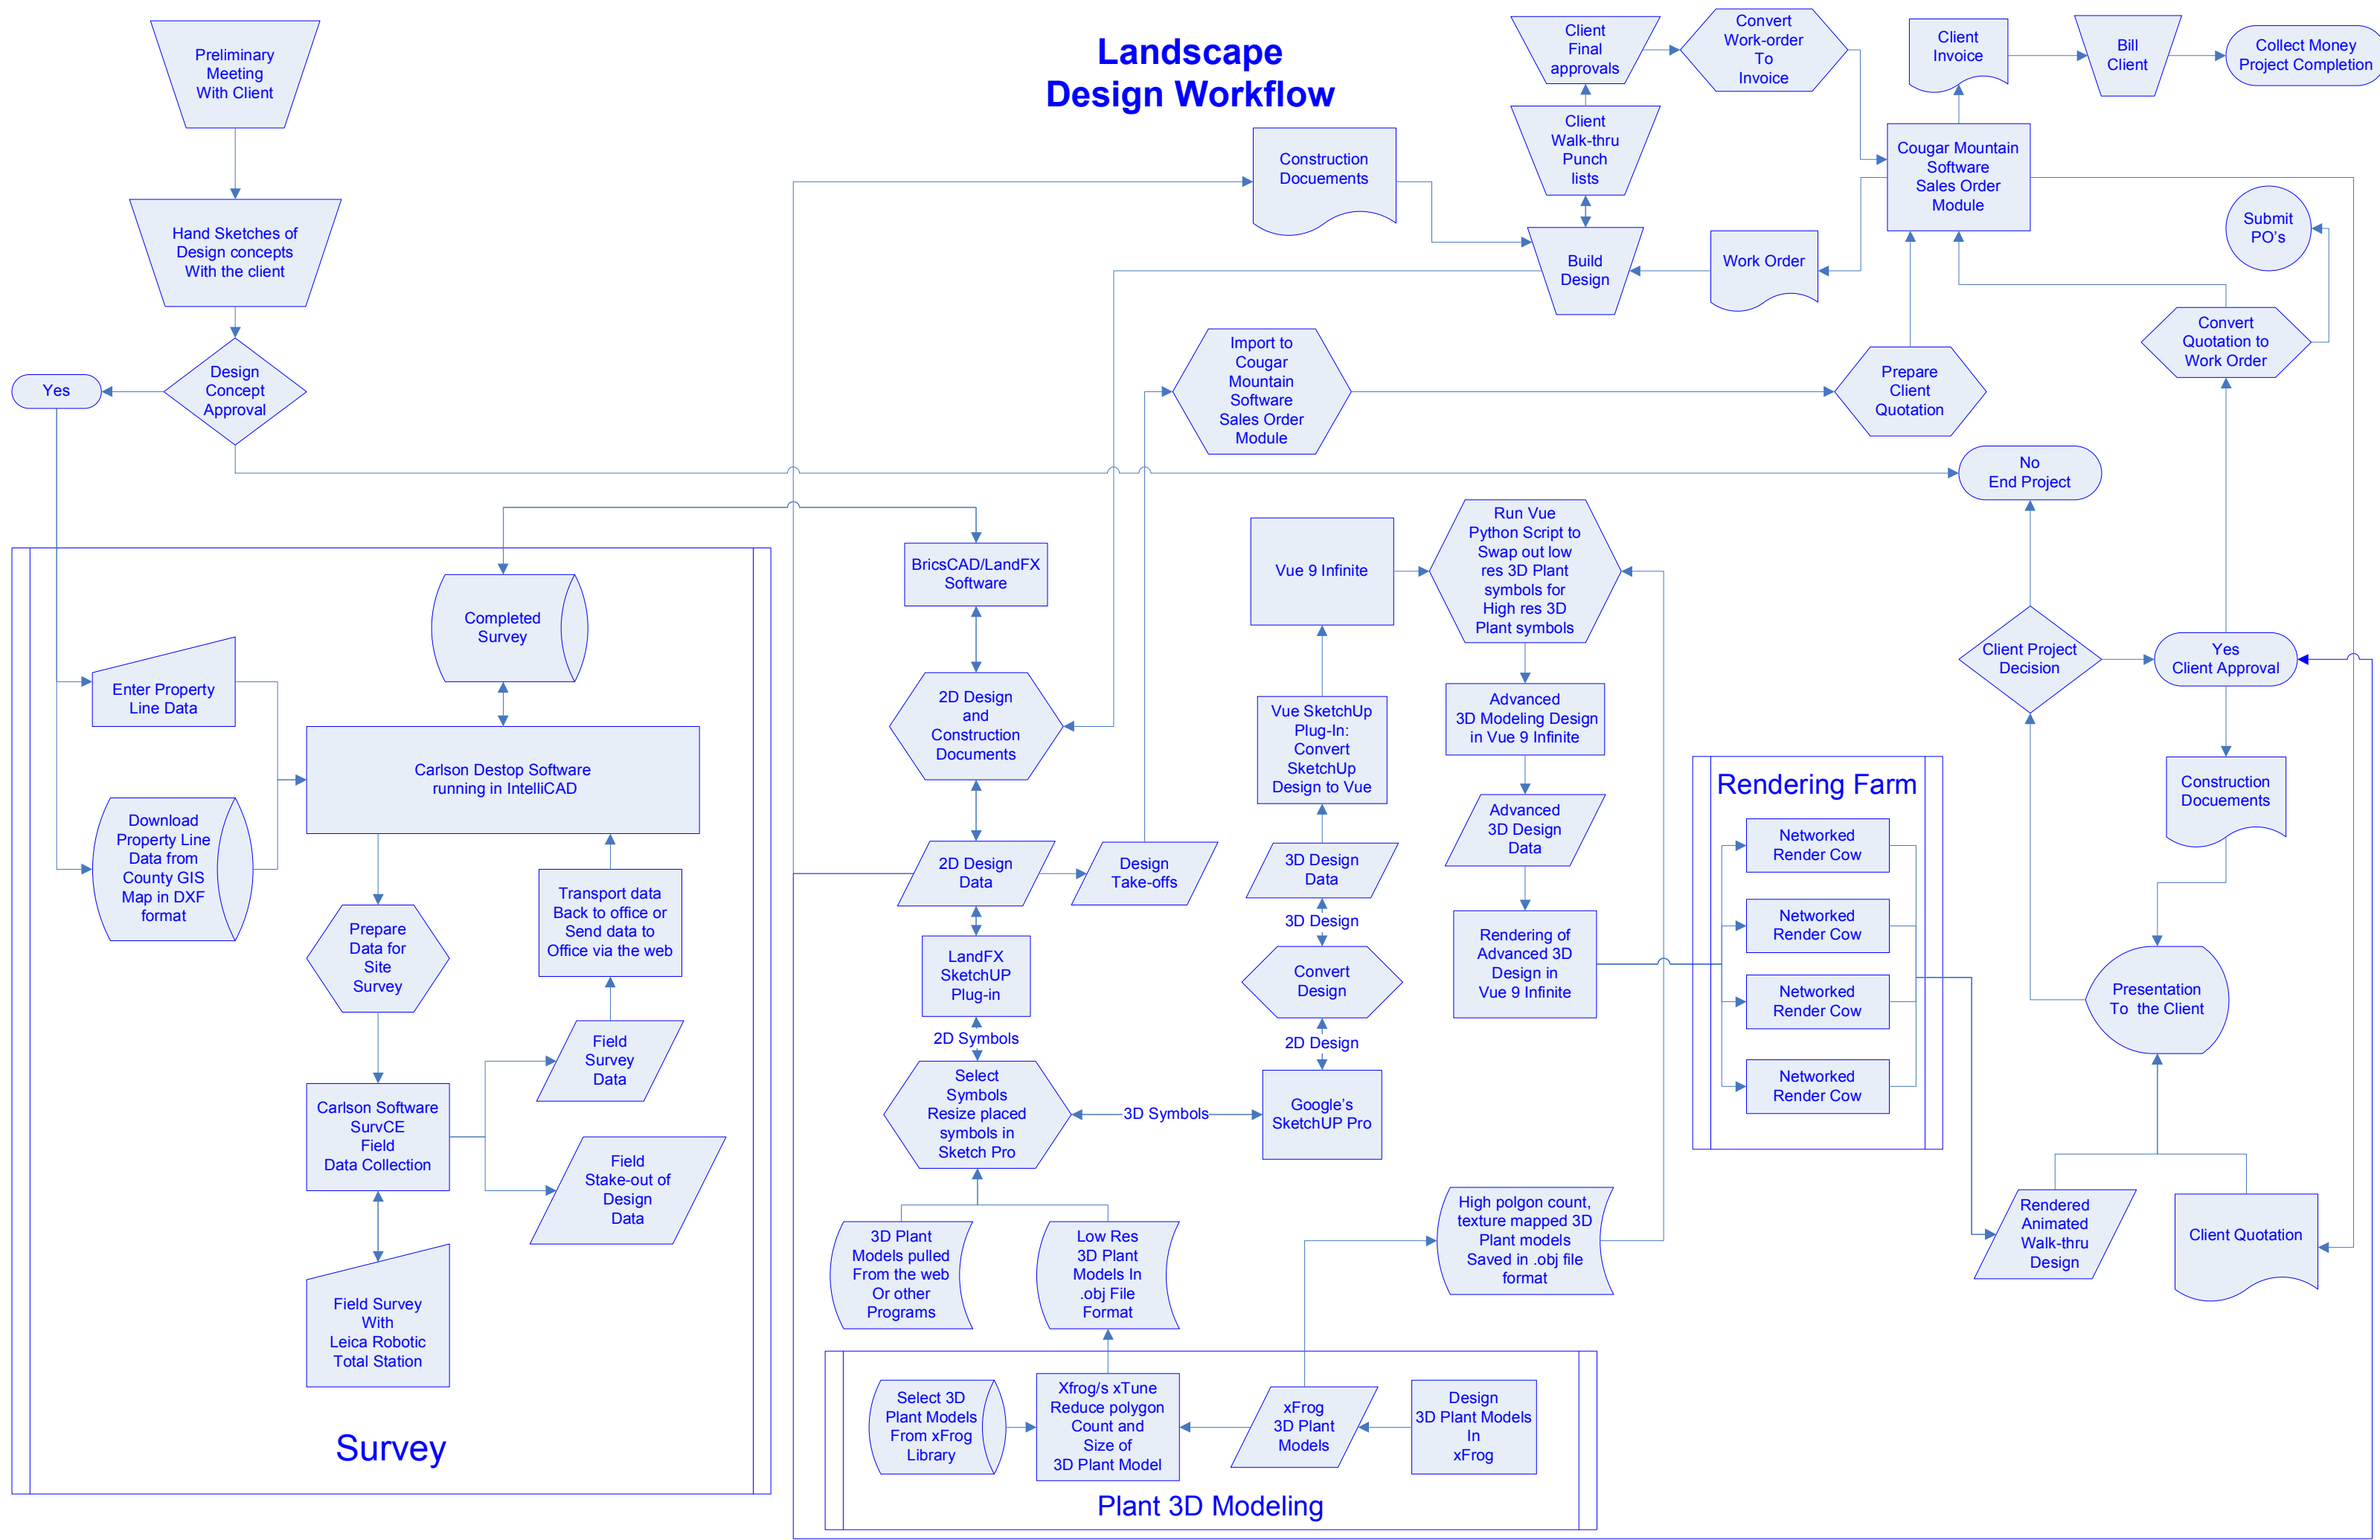 Landscape
Design Workflow
Preliminary
Meeting
With Client
Hand Sketches of
Design concepts
With the client
Design
Concept
Approval
Yes
Enter Property
Line Data
Download
Property Line
Data from
County GIS
Map in DXF
format
Completed
Survey
Carlson Destop Software
running in IntelliCAD
Prepare
Data for
Site
Survey
Transport data
Back to office or
Send data to
Office via the web
Field
Survey
Data
Carlson Software
SurvCE
Field
Data Collection
Field
Stake-out of
Design
Data
Field Survey
With
Leica Robotic
Total Station
Survey
Construction
Docuements
Client
Final
approvals
Convert
Work-order
To
Invoice
Client
Walk-thru
Punch
lists
Build
Design
Work Order
Client
Invoice
Bill
Client
Collect Money
Project Completion
Cougar Mountain
Software
Sales Order
Module
Submit
PO's
Import to
Cougar
Mountain
Software
Sales Order
Module
Prepare
Client
Quotation
Convert
Quotation to
Work Order
No
End Project
BricsCAD/LandFX
Software
2D Design
and
Construction
Documents
2D Design
Data
Design
Take-offs
LandFX
SketchUP
Plug-in
2D Symbols
Select
Symbols
Resize placed
symbols in
Sketch Pro
3D Symbols
Google's
SketchUP Pro
2D Design
Convert
Design
3D Design
3D Design
Data
Vue SketchUp
Plug-In:
Convert
SketchUp
Design to Vue
Vue 9 Infinite
Run Vue
Python Script to
Swap out low
res 3D Plant
symbols for
High res 3D
Plant symbols
Advanced
3D Modeling Design
in Vue 9 Infinite
Advanced
3D Design
Data
Rendering of
Advanced 3D
Design in
Vue 9 Infinite
Rendering Farm
Networked
Render Cow
Networked
Render Cow
Networked
Render Cow
Networked
Render Cow
Client Project
Decision
Yes
Client Approval
Construction
Docuements
Presentation
To  the Client
Rendered
Animated
Walk-thru
Design
Client Quotation
3D Plant
Models pulled
From the web
Or other
Programs
Low Res
3D Plant
Models In
.obj File
Format
High polgon count,
texture mapped 3D
Plant models
Saved in .obj file
format
Select 3D
Plant Models
From xFrog
Library
Xfrog/s xTune
Reduce polygon
Count and
Size of
3D Plant Model
xFrog
3D Plant
Models
Design
3D Plant Models
In
xFrog
Plant 3D Modeling